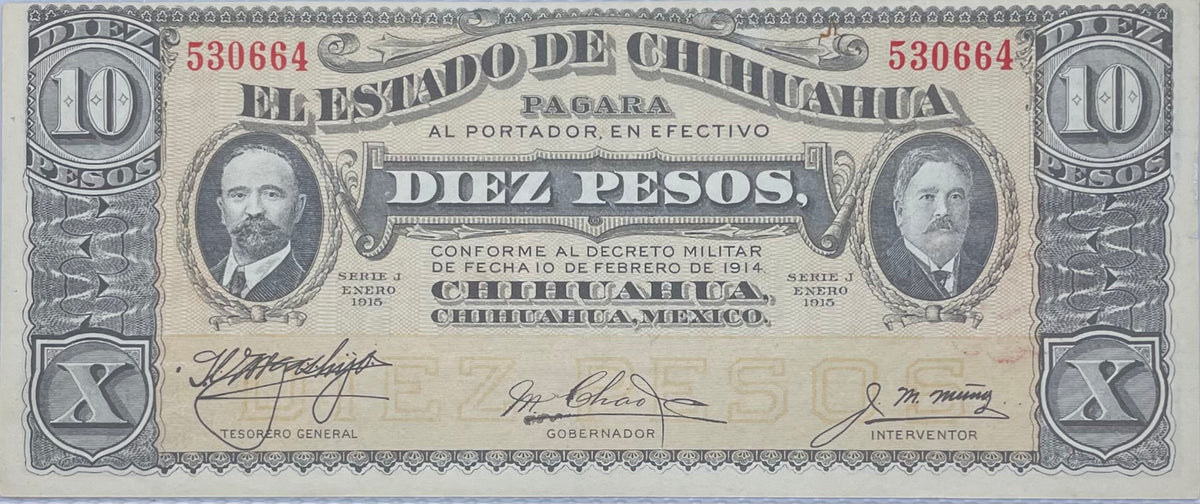 DIEZ
10
PESOS
530664
EL ESTADO DE CHIHUAHUA
530664
DIEZ
10
PESOS
PAGARA
AL PORTADOR, EN EFECTIVO
DIEZ PESOS,
CONFORME AL DECRETO MILITAR
DE FECHA 10 DE FEBRERO DE 1914
CHIHUAHUA,
CHIHUAHUA, MEXICO.
SERIE J
ENERO
1915
SERIE J
ENERO
1915
DIEZ PESOS
X
TESORERO GENERAL
M Chao
GOBERNADOR
J. M. Muñoz
INTERVENTOR
X